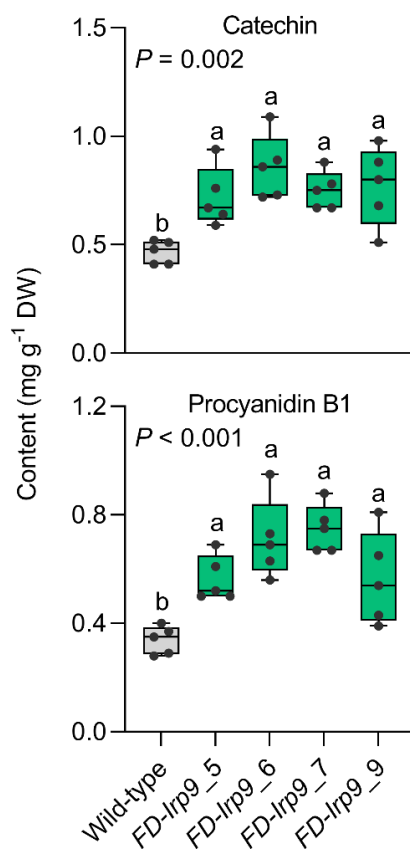 Catechin
P = 0.002
1.5
1.0
0.5
0.0
b
a
a
a
a
Content (mg g⁻¹ DW)
Procyanidin B1
P < 0.001
1.2
0.8
0.4
0.0
b
a
a
a
a
Wild-type
FD-lrp9_5
FD-lrp9_6
FD-lrp9_7
FD-lrp9_9